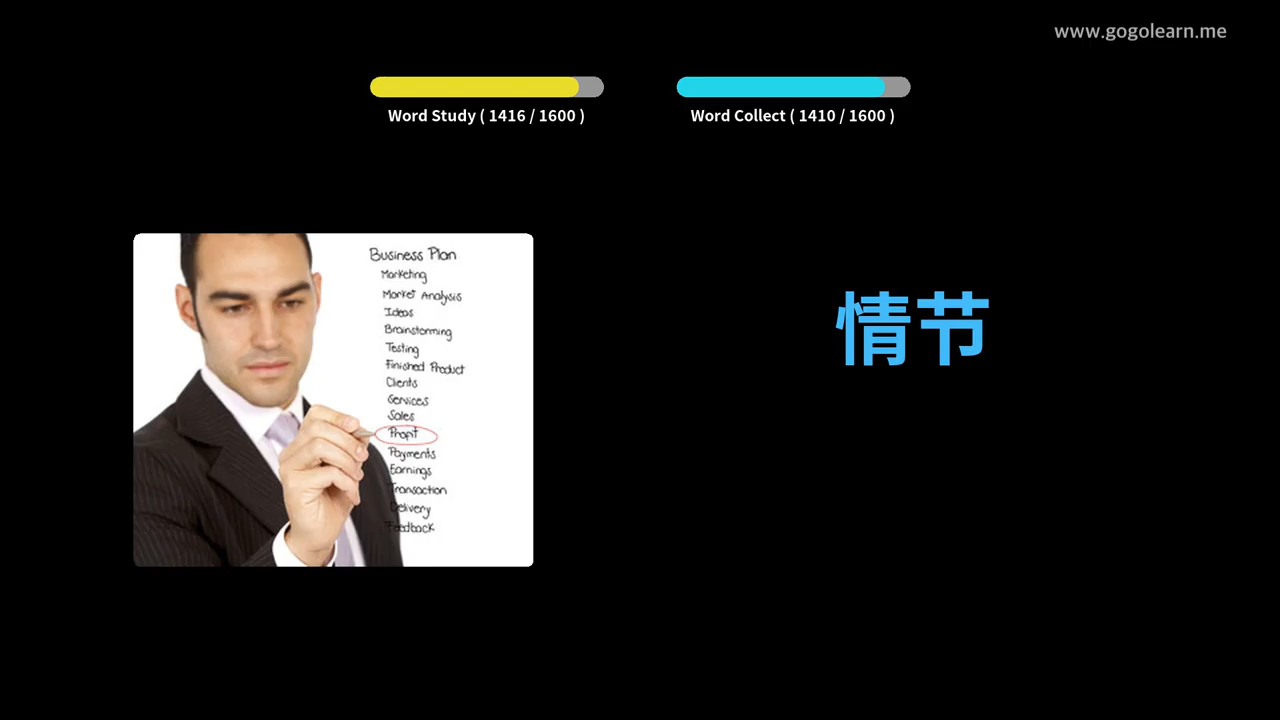 www.gogolearn.me
Word Study ( 1416 / 1600 )
Word Collect ( 1410 / 1600 )
Business Plan
Marketing
Market Analysis
Ideas
Brainstorming
Testing
Finished Product
Clients
Services
Sales
Profit
Payments
Earnings
Transaction
Delivery
Feedback
情节